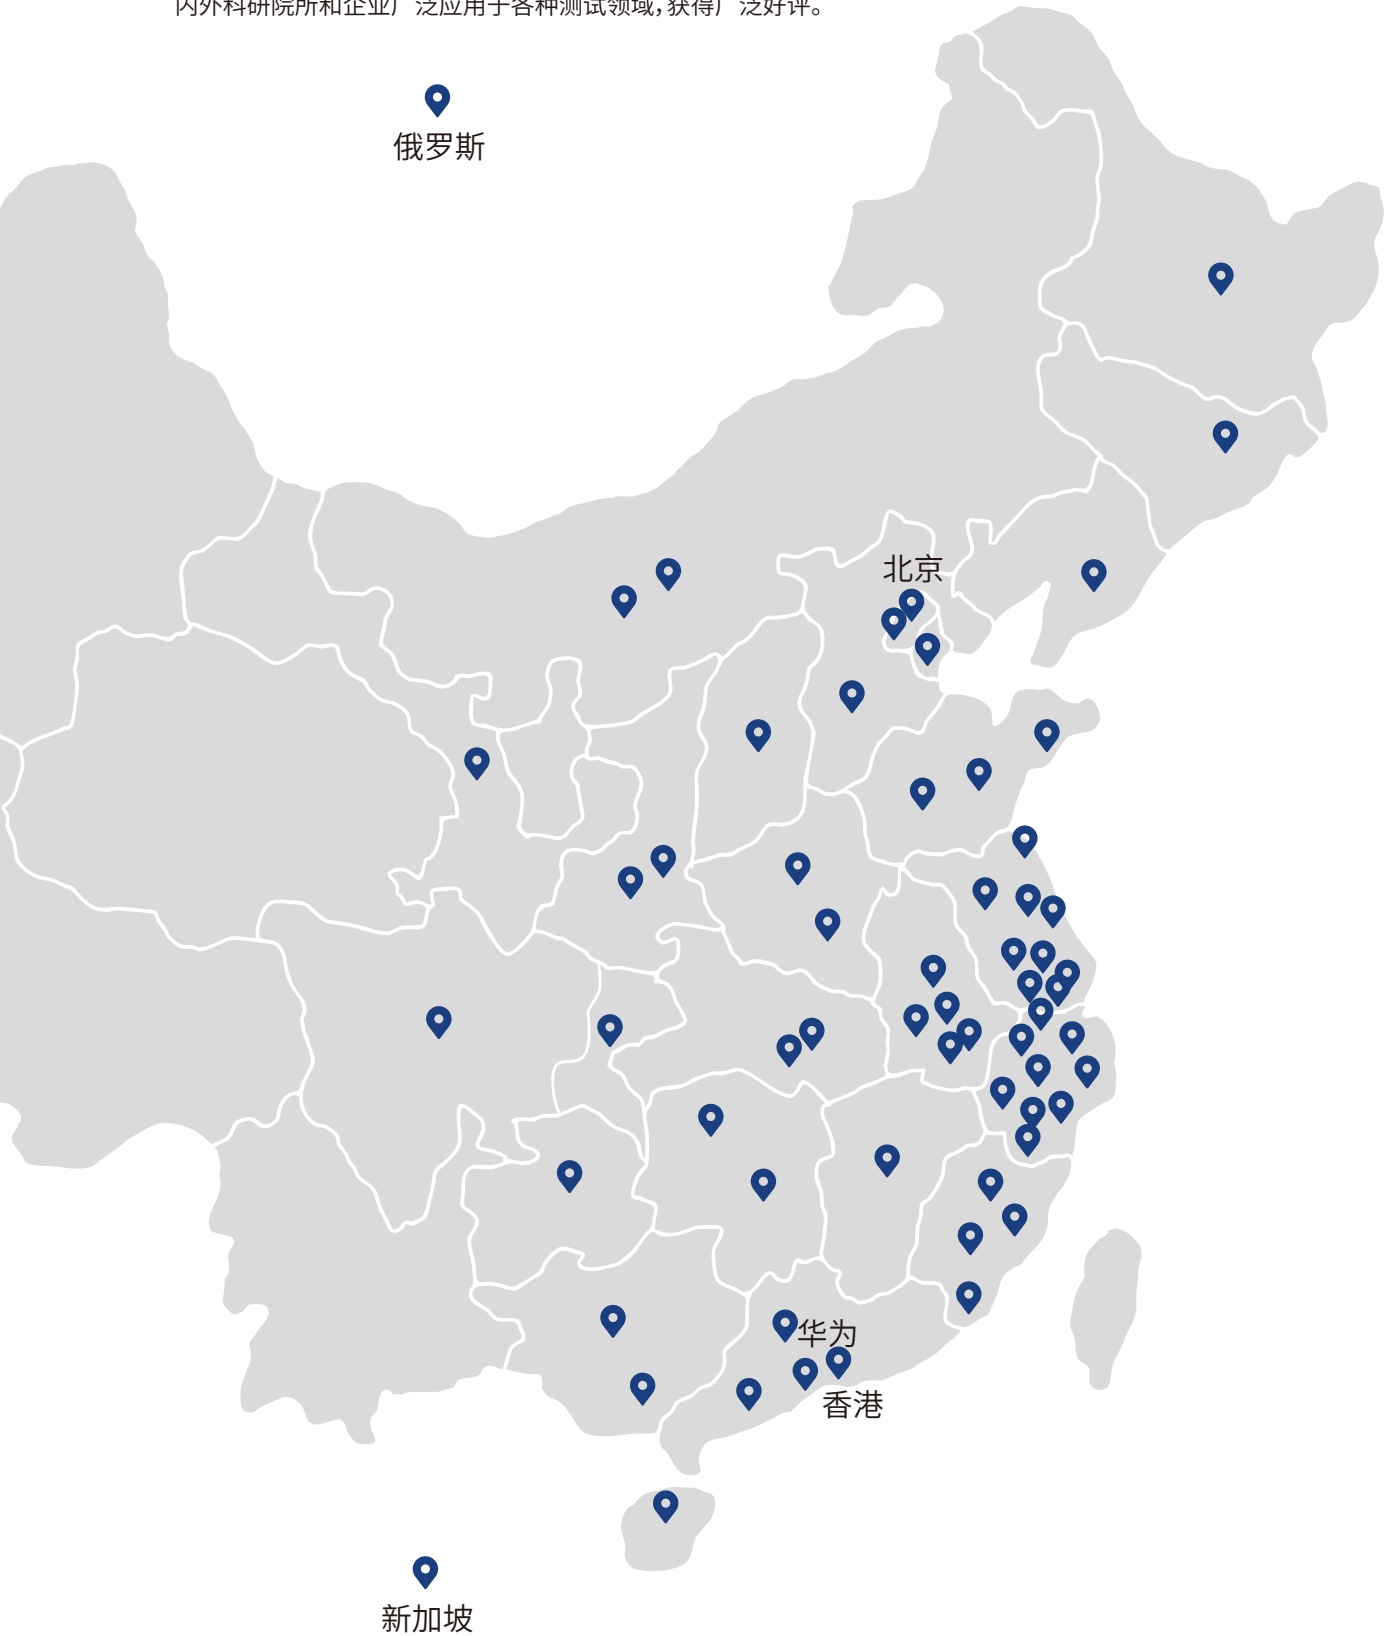 内外科研院所和企业广泛应用于各种测试领域，获得广泛好评。
俄罗斯
北京
华为
香港
新加坡